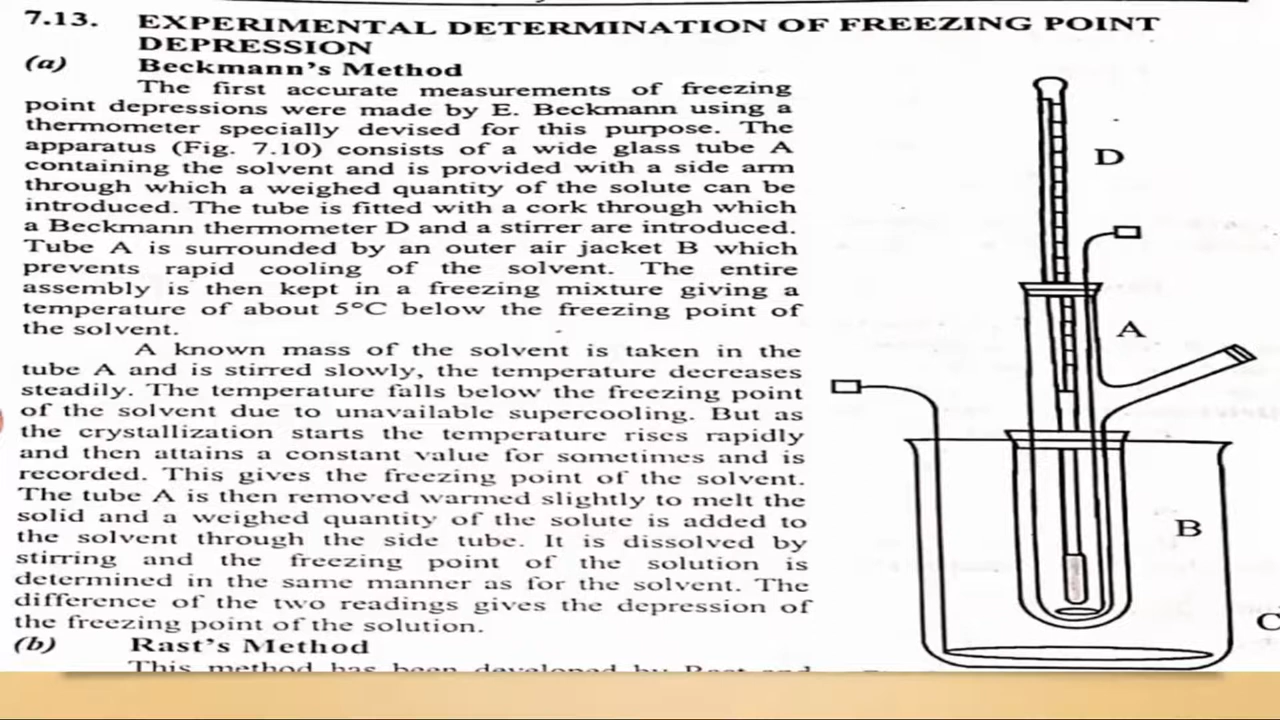 7.13. EXPERIMENTAL DETERMINATION OF FREEZING POINT
DEPRESSION
(a) Beckmann's Method
The first accurate measurements of freezing
point depressions were made by E. Beckmann using a
thermometer specially devised for this purpose. The
apparatus (Fig. 7.10) consists of a wide glass tube A
containing the solvent and is provided with a side arm
through which a weighed quantity of the solute can be
introduced. The tube is fitted with a cork through which
a Beckmann thermometer D and a stirrer are introduced.
Tube A is surrounded by an outer air jacket B which
prevents rapid cooling of the solvent. The entire
assembly is then kept in a freezing mixture giving a
temperature of about 5°C below the freezing point of
the solvent.
A known mass of the solvent is taken in the
tube A and is stirred slowly, the temperature decreases
steadily. The temperature falls below the freezing point
of the solvent due to unavailable supercooling. But as
the crystallization starts the temperature rises rapidly
and then attains a constant value for sometimes and is
recorded. This gives the freezing point of the solvent.
The tube A is then removed warmed slightly to melt the
solid and a weighed quantity of the solute is added to
the solvent through the side tube. It is dissolved by
stirring and the freezing point of the solution is
determined in the same manner as for the solvent. The
difference of the two readings gives the depression of
the freezing point of the solution.
(b) Rast's Method
This method has been developed by Rast and
D
A
B
C